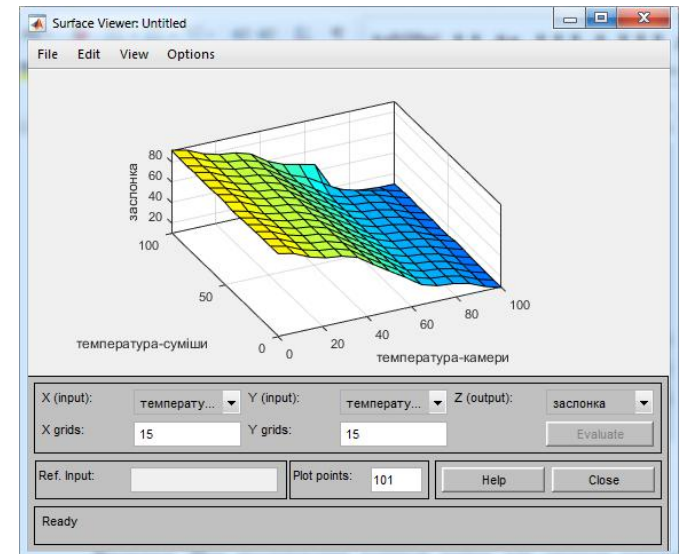 Surface Viewer: Untitled
File Edit View Options
80
60
40
20
заслонка
100
50
0
температура-суміши
0
20
40
60
80
100
температура-камери
X (input): температу... Y (input): температу... Z (output): заслонка
X grids: 15 Y grids: 15 Evaluate
Ref. Input: Plot points: 101 Help Close
Ready